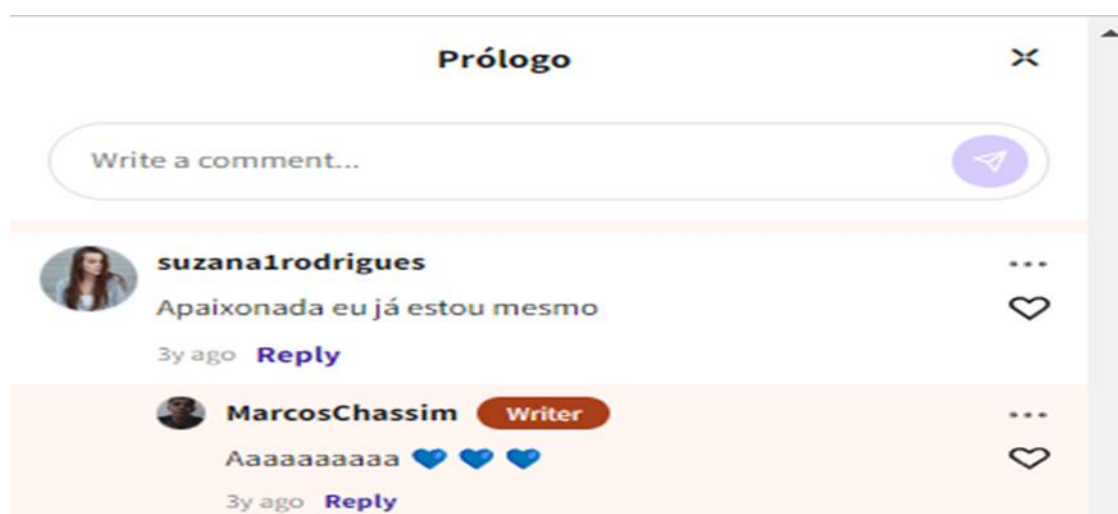 Prólogo
Write a comment...
suzana1rodrigues
Apaixonada eu já estou mesmo
3y ago Reply
MarcosChassim Writer
Aaaaaaaaaa 💙 💙 💙
3y ago Reply